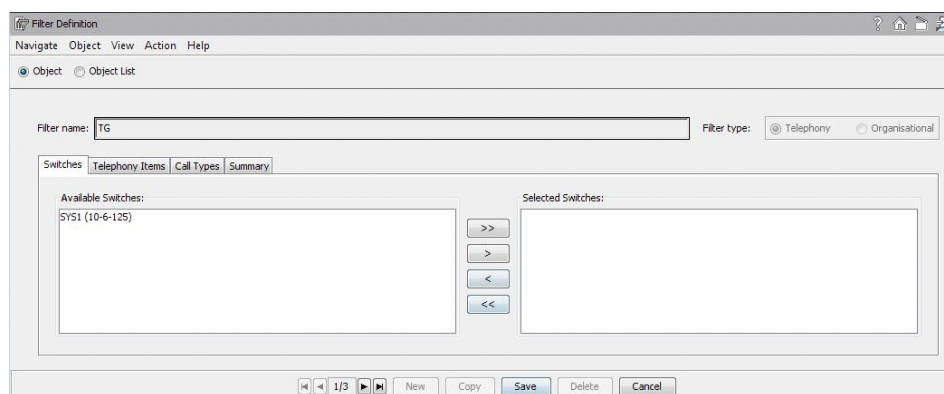 Filter Definition
Navigate Object View Action Help
Object Object List
Filter name: TG Filter type: Telephony Organisational
Switches Telephony Items Call Types Summary
Available Switches: Selected Switches:
SYS1 (10-6-125)
>>
>
<
<<
1/3 New Copy Save Delete Cancel